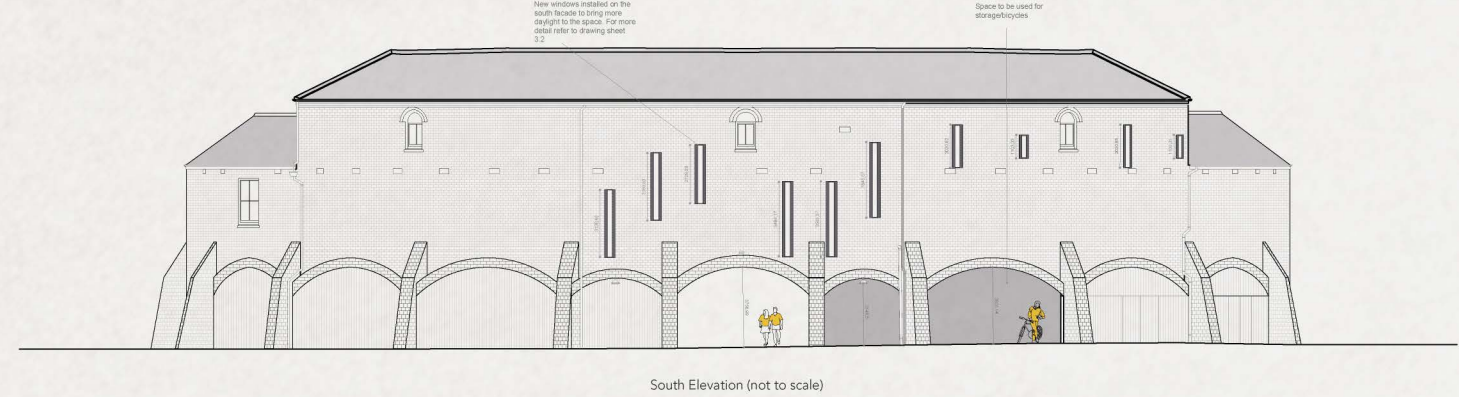 New windows installed on the
south facade to bring more
daylight to the space. For more
detail refer to drawing sheet
3.2
Space to be used for
storage/bicycles
South Elevation (not to scale)